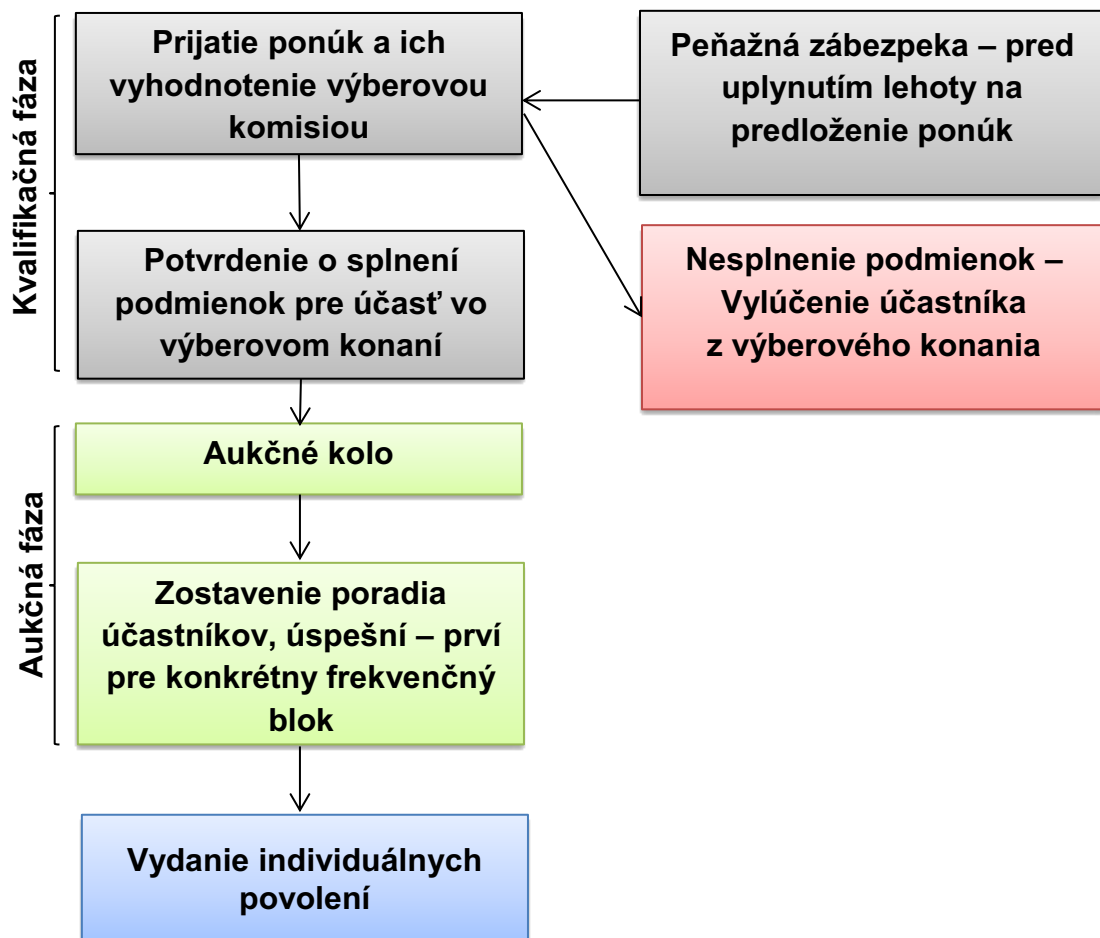 Kvalifikačná fáza
Prijatie ponúk a ich
vyhodnotenie výberovou
komisiou
Peňažná zábezpeka – pred
uplynutím lehoty na
predloženie ponúk
Potvrdenie o splnení
podmienok pre účasť vo
výberovom konaní
Nesplnenie podmienok –
Vylúčenie účastníka
z výberového konania
Aukčná fáza
Aukčné kolo
Zostavenie poradia
účastníkov, úspešní – prví
pre konkrétny frekvenčný
blok
Vydanie individuálnych
povolení